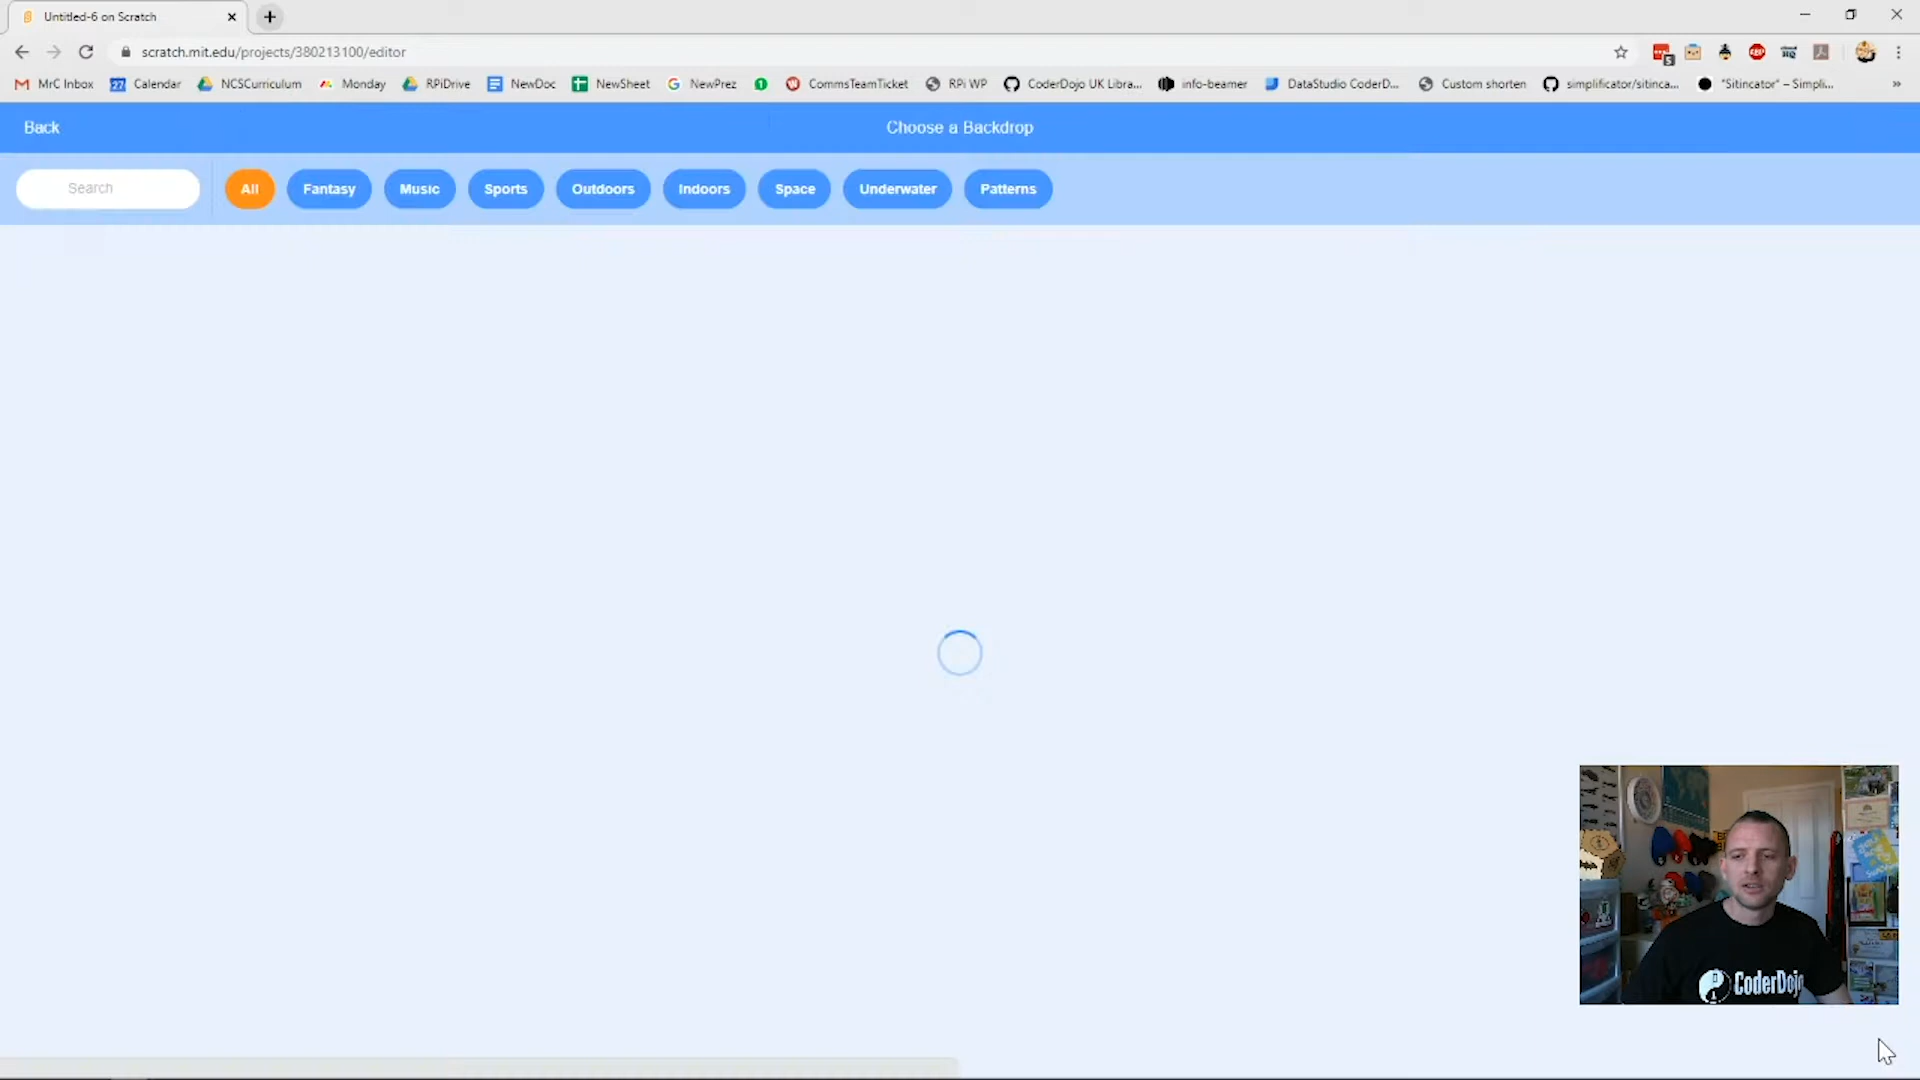 Untitled-6 on Scratch
scratch.mit.edu/projects/380213100/editor
5
MrC Inbox 27 Calendar NCSCurriculum Monday RPiDrive NewDoc NewSheet NewPrez CommsTeamTicket RPi WP CoderDojo UK Libra... info-beamer DataStudio CoderD... Custom shorten simplificator/sitinca... "Sitincator" – Simpli... »
Back
Choose a Backdrop
Search
All Fantasy Music Sports Outdoors Indoors Space Underwater Patterns
CoderDojo